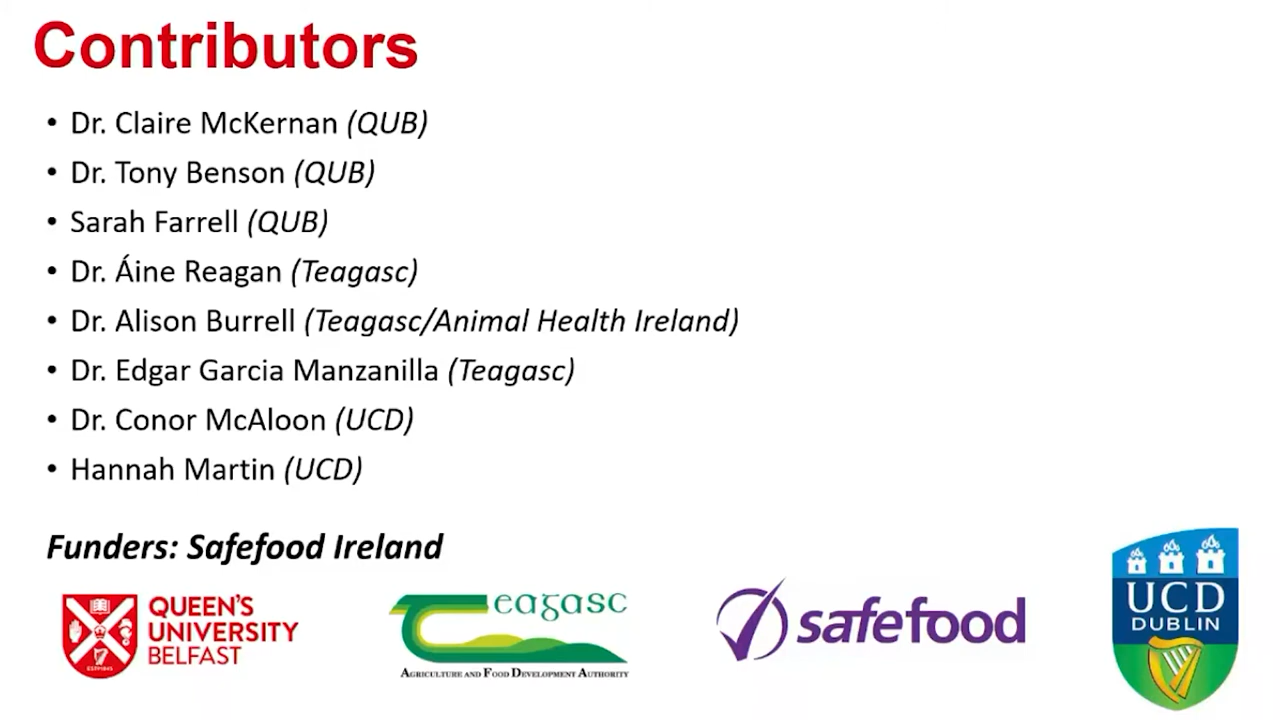 Contributors
• Dr. Claire McKernan (QUB)
• Dr. Tony Benson (QUB)
• Sarah Farrell (QUB)
• Dr. Áine Reagan (Teagasc)
• Dr. Alison Burrell (Teagasc/Animal Health Ireland)
• Dr. Edgar Garcia Manzanilla (Teagasc)
• Dr. Conor McAloon (UCD)
• Hannah Martin (UCD)
Funders: Safefood Ireland
QUEEN'S
UNIVERSITY
BELFAST
ESTD 1845
Teagasc
AGRICULTURE AND FOOD DEVELOPMENT AUTHORITY
safefood
UCD
DUBLIN